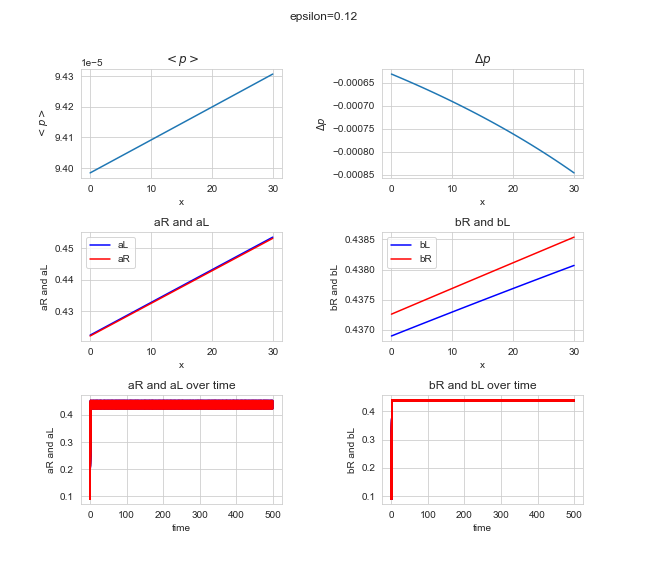 epsilon=0.12
< p >
1e−5
9.43
9.42
9.41
9.40
< p >
0
10
20
30
x
Δp
−0.00065
−0.00070
−0.00075
−0.00080
−0.00085
Δp
0
10
20
30
x
aR and aL
aL
aR
0.45
0.44
0.43
aR and aL
0
10
20
30
x
bR and bL
bL
bR
0.4385
0.4380
0.4375
0.4370
bR and bL
0
10
20
30
x
aR and aL over time
0.4
0.3
0.2
0.1
aR and aL
0
100
200
300
400
500
time
bR and bL over time
0.4
0.3
0.2
0.1
bR and bL
0
100
200
300
400
500
time